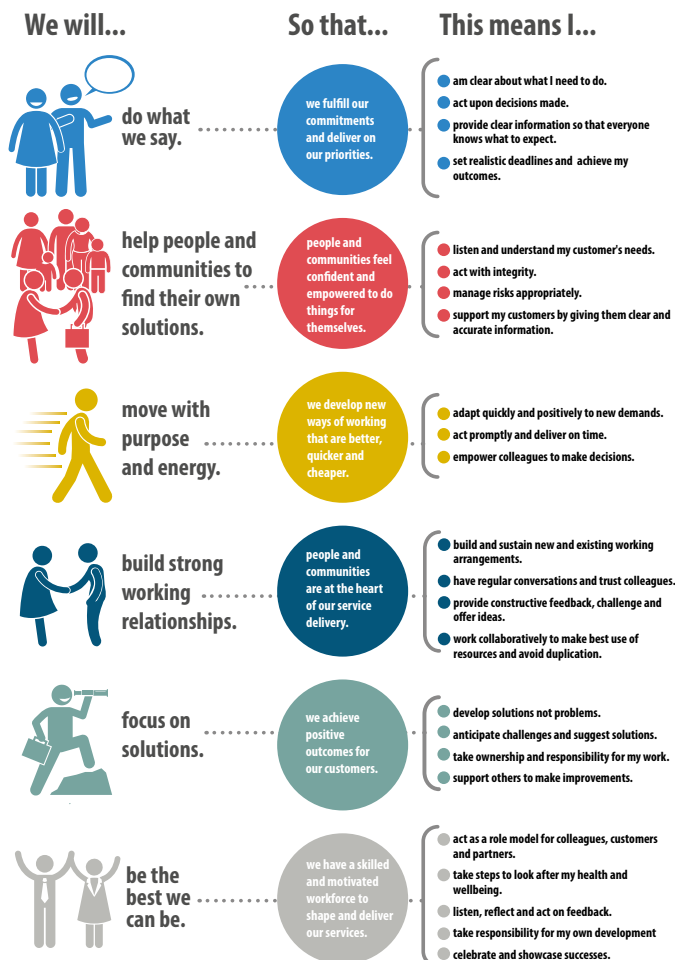 We will...
So that...
This means I...
do what
we say.
we fulfill our
commitments
and deliver on
our priorities.
am clear about what I need to do.
act upon decisions made.
provide clear information so that everyone
knows what to expect.
set realistic deadlines and achieve my
outcomes.
help people and
communities to
find their own
solutions.
people and
communities feel
confident and
empowered to do
things for
themselves.
listen and understand my customer's needs.
act with integrity.
manage risks appropriately.
support my customers by giving them clear and
accurate information.
move with
purpose
and energy.
we develop new
ways of working
that are better,
quicker and
cheaper.
adapt quickly and positively to new demands.
act promptly and deliver on time.
empower colleagues to make decisions.
build strong
working
relationships.
people and
communities
are at the heart
of our service
delivery.
build and sustain new and existing working
arrangements.
have regular conversations and trust colleagues.
provide constructive feedback, challenge and
offer ideas.
work collaboratively to make best use of
resources and avoid duplication.
focus on
solutions.
we achieve
positive
outcomes for
our customers.
develop solutions not problems.
anticipate challenges and suggest solutions.
take ownership and responsibility for my work.
support others to make improvements.
be the
best we
can be.
we have a skilled
and motivated
workforce to
shape and deliver
our services.
act as a role model for colleagues, customers
and partners.
take steps to look after my health and
wellbeing.
listen, reflect and act on feedback.
take responsibility for my own development
celebrate and showcase successes.